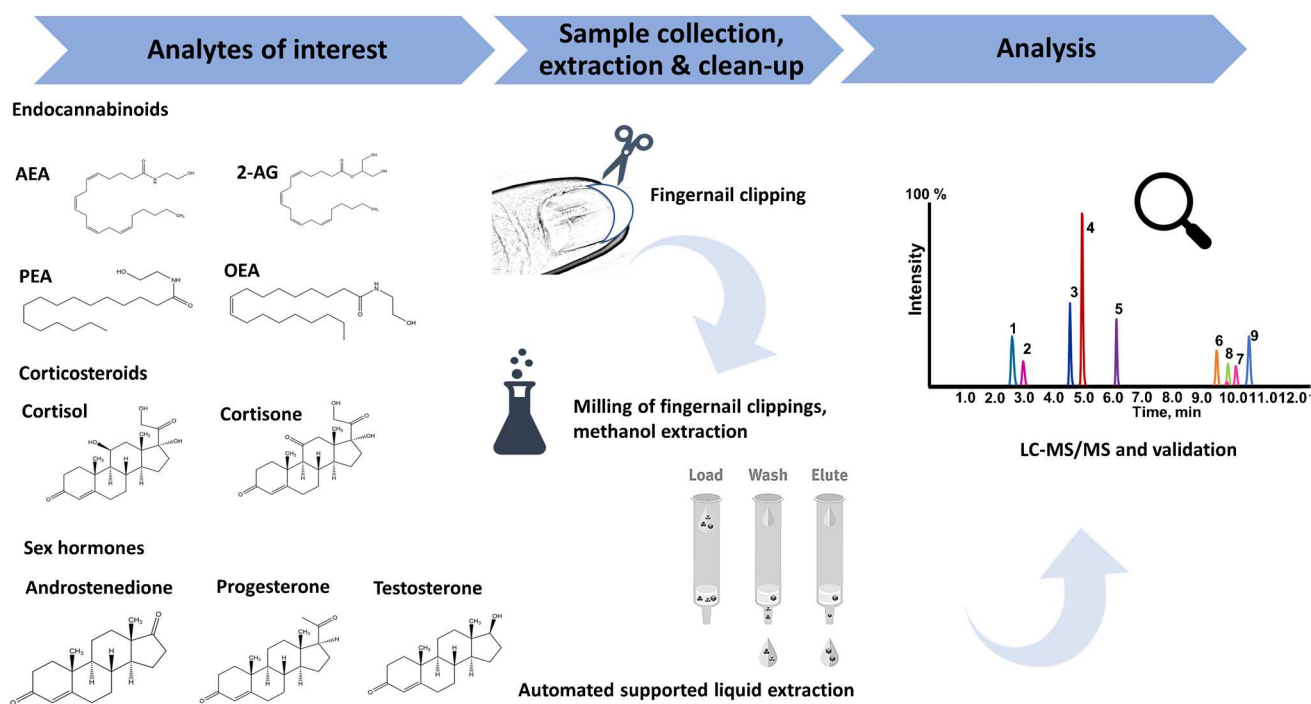 Analytes of interest
Sample collection,
extraction & clean-up
Analysis
Endocannabinoids
AEA
2-AG
PEA
OEA
Corticosteroids
Cortisol
Cortisone
Sex hormones
Androstenedione
Progesterone
Testosterone
Fingernail clipping
Milling of fingernail clippings,
methanol extraction
Load Wash Elute
Automated supported liquid extraction
100 %
Intensity
1
2
3
4
5
6
8
7
9
1.0 2.0 3.0 4.0 5.0 6.0 7.0 8.0 9.0 10.0 11.0 12.0
Time, min
LC-MS/MS and validation